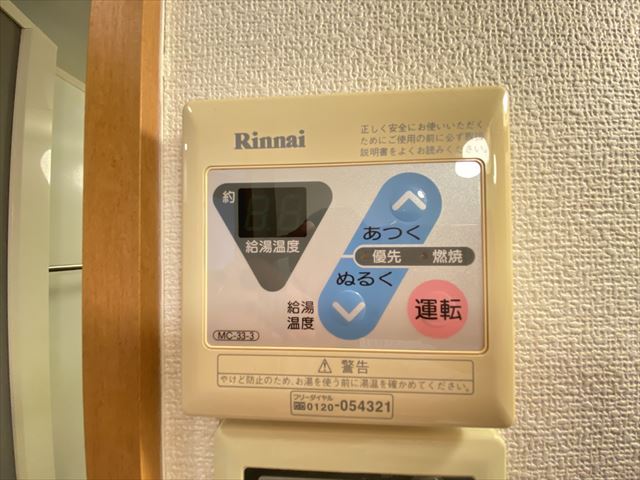 Rinnai
正しく安全にお使いいただく
ためにご使用の前に必ず取扱
説明書をよくお読みください。
約
給湯温度
あつく
優先 燃焼
ぬるく
給湯
温度
運転
MC-33-3
⚠ 警告
やけど防止のため、お湯を使う前に湯温を確かめてください。
フリーダイヤル
0120-054321